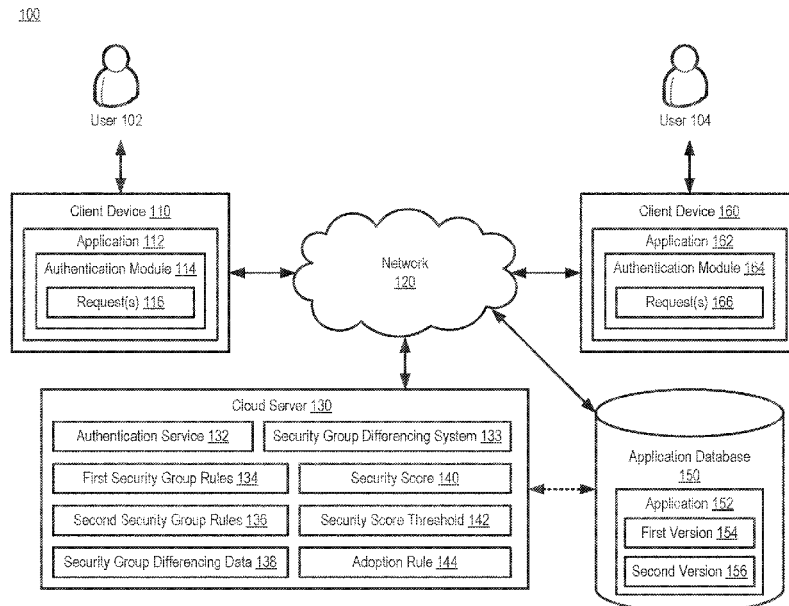 100
User 102
User 104
Client Device 110
Application 112
Authentication Module 114
Request(s) 116
Network
120
Client Device 160
Application 162
Authentication Module 164
Request(s) 166
Cloud Server 130
Authentication Service 132
Security Group Differencing System 133
First Security Group Rules 134
Security Score 140
Second Security Group Rules 136
Security Score Threshold 142
Security Group Differencing Data 138
Adoption Rule 144
Application Database
150
Application 152
First Version 154
Second Version 156